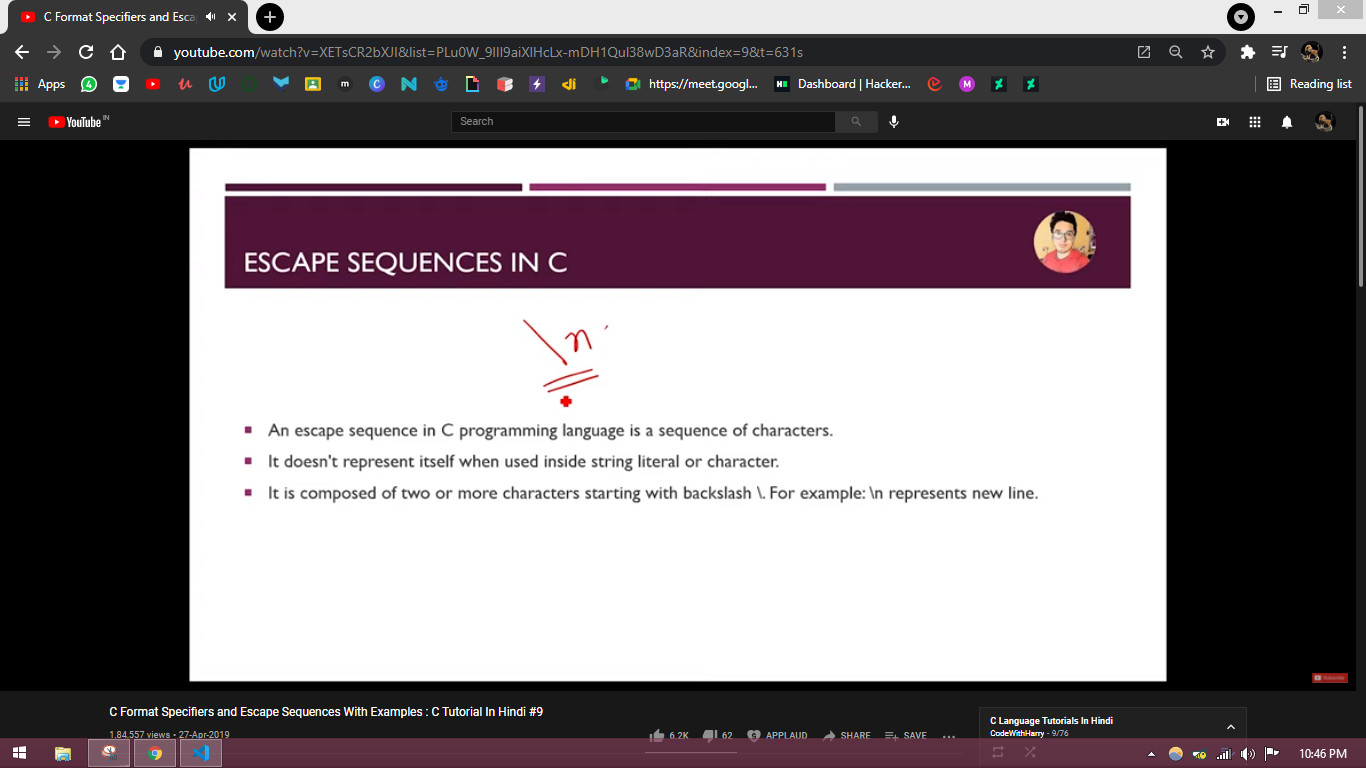 C Format Specifiers and Esca
youtube.com/watch?v=XETsCR2bXJI&list=PLu0W_9lII9aiXlHcLx-mDH1Qul38wD3aR&index=9&t=631s
Apps
https://meet.googl...
Dashboard | Hacker...
Reading list
YouTube IN
Search
ESCAPE SEQUENCES IN C
\n
An escape sequence in C programming language is a sequence of characters.
It doesn't represent itself when used inside string literal or character.
It is composed of two or more characters starting with backslash \. For example: \n represents new line.
Subscribe
C Format Specifiers and Escape Sequences With Examples : C Tutorial In Hindi #9
1,84,557 views • 27-Apr-2019
6.2K 62 APPLAUD SHARE SAVE
C Language Tutorials In Hindi
CodeWithHarry - 9/76
10:46 PM